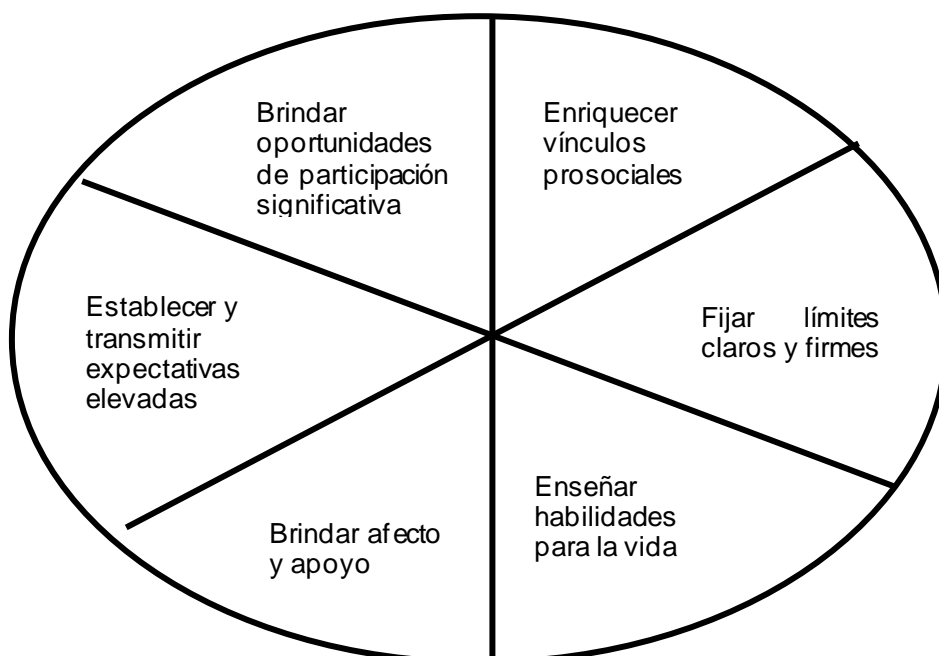 Brindar
oportunidades
de participación
significativa
Enriquecer
vínculos
prosociales
Establecer y
transmitir
expectativas
elevadas
Fijar límites
claros y firmes
Brindar afecto
y apoyo
Enseñar
habilidades
para la vida